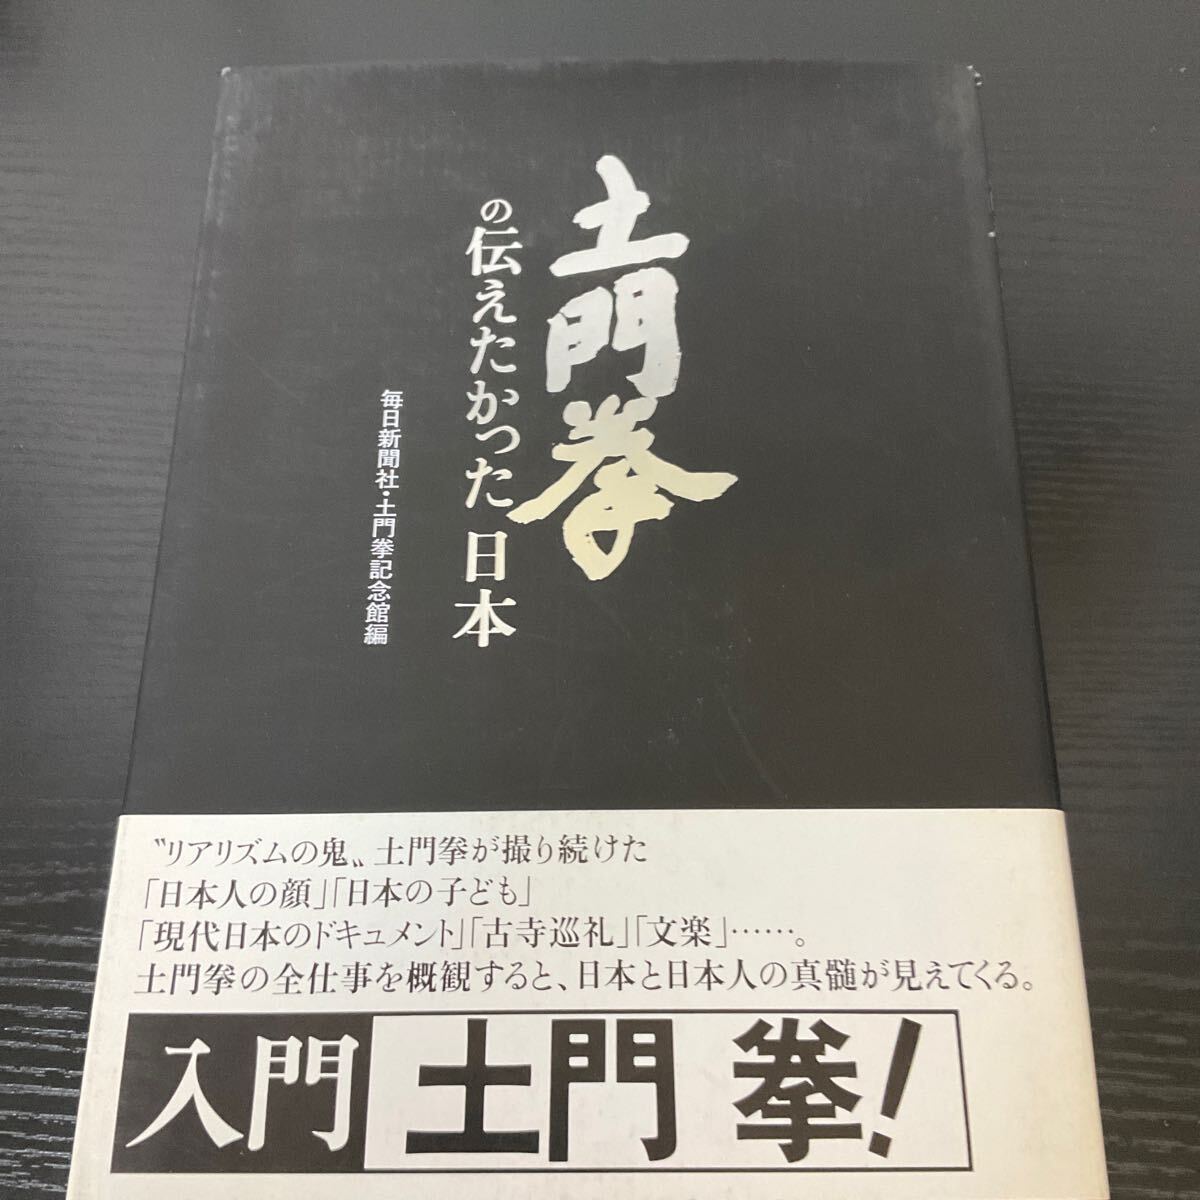 土門拳
の伝えたかった日本
毎日新聞社・土門拳記念館編
〝リアリズムの鬼〟土門拳が撮り続けた
「日本人の顔」「日本の子ども」
「現代日本のドキュメント」「古寺巡礼」「文楽」……。
土門拳の全仕事を概観すると、日本と日本人の真髄が見えてくる。
入門 土門 拳!